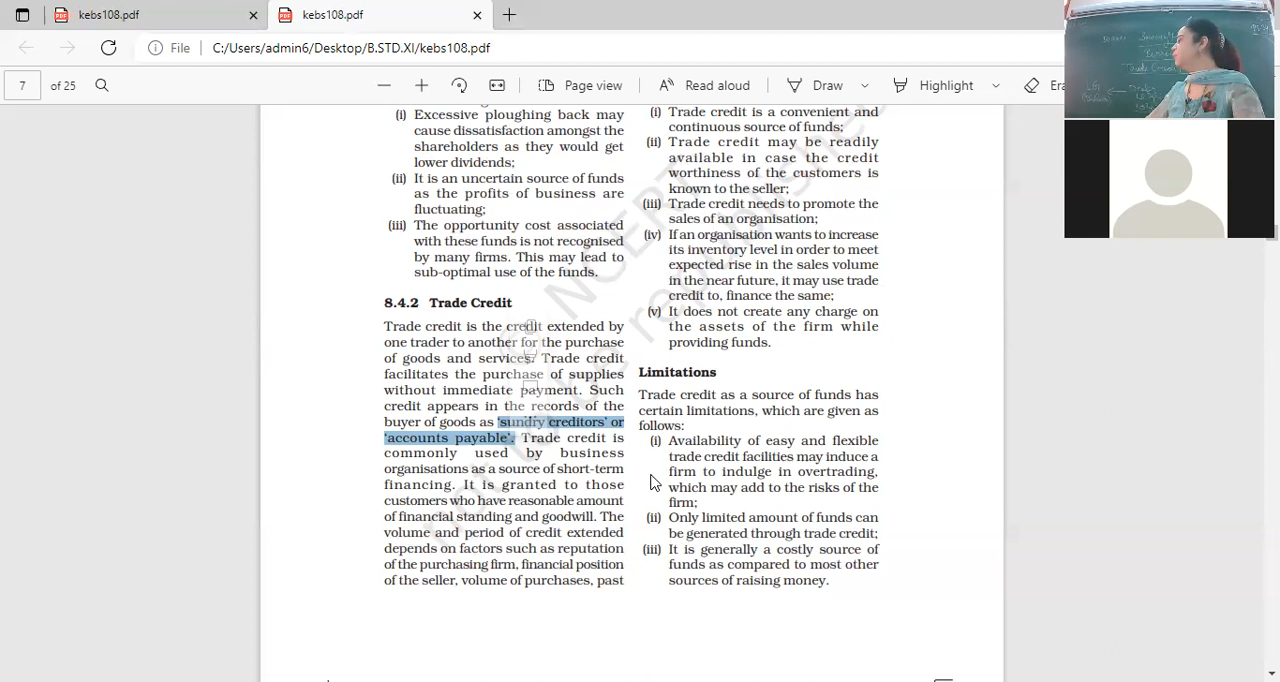 kebs108.pdf
kebs108.pdf
File
C:/Users/admin6/Desktop/B.STD.XI/kebs108.pdf
7 of 25
Page view
Read aloud
Draw
Highlight
Era
(i) Excessive ploughing back may
cause dissatisfaction amongst the
shareholders as they would get
lower dividends;
(ii) It is an uncertain source of funds
as the profits of business are
fluctuating;
(iii) The opportunity cost associated
with these funds is not recognised
by many firms. This may lead to
sub-optimal use of the funds.
8.4.2 Trade Credit
Trade credit is the credit extended by
one trader to another for the purchase
of goods and services. Trade credit
facilitates the purchase of supplies
without immediate payment. Such
credit appears in the records of the
buyer of goods as ‘sundry creditors’ or
‘accounts payable’. Trade credit is
commonly used by business
organisations as a source of short-term
financing. It is granted to those
customers who have reasonable amount
of financial standing and goodwill. The
volume and period of credit extended
depends on factors such as reputation
of the purchasing firm, financial position
of the seller, volume of purchases, past
(i) Trade credit is a convenient and
continuous source of funds;
(ii) Trade credit may be readily
available in case the credit
worthiness of the customers is
known to the seller;
(iii) Trade credit needs to promote the
sales of an organisation;
(iv) If an organisation wants to increase
its inventory level in order to meet
expected rise in the sales volume
in the near future, it may use trade
credit to, finance the same;
(v) It does not create any charge on
the assets of the firm while
providing funds.
Limitations
Trade credit as a source of funds has
certain limitations, which are given as
follows:
(i) Availability of easy and flexible
trade credit facilities may induce a
firm to indulge in overtrading,
which may add to the risks of the
firm;
(ii) Only limited amount of funds can
be generated through trade credit;
(iii) It is generally a costly source of
funds as compared to most other
sources of raising money.
© NCERT
not to be republished
Trade Credit